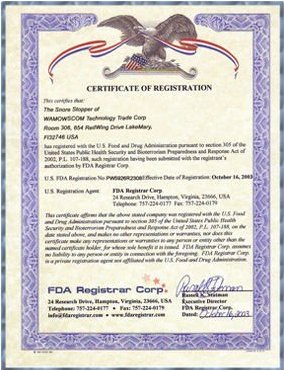 CERTIFICATE OF REGISTRATION
This certifies that:
The Snore Stopper of
WAMOWSCOM Technology Trade Corp
Room 306, 654 RedWing Drive LakeMary,
Fl32746 USA
has registered with the U.S. Food and Drug Administration pursuant to section 305 of the
United States Public Health Security and Bioterrorism Preparedness and Response Act of
2002, P.L. 107-188, such registration having been submitted with the registrant's
authorization by FDA Registrar Corp.
U.S. FDA Registration No. Effective Date of Registration: October 16, 2003
U.S. Registration Agent FDA Registrar Corp
24 Research Drive, Hampton, Virginia, 23666, USA
Telephone: 757-224-0177 Fax: 757-224-0179
This certificate affirms that the above stated company was registered with the U.S. Food
and Drug Administration pursuant to section 305 of the United States Public Health
Security and Bioterrorism Preparedness and Response Act of 2002, P.L. 107-188, on the
date stated above, and makes no other representations or warranties, nor does this
certificate make any representations or warranties to any person or entity other than the
named certificate holder, for whose sole benefit it is issued. FDA Registrar Corp. assumes
no liability to any person or entity in connection with the foregoing. FDA Registrar Corp.
is a private agency not affiliated with the U.S. Food and Drug Administration.
FDA Registrar Corp.
24 Research Drive, Hampton, Virginia, 23666, USA
Telephone: 757-224-0177 Fax: 757-224-0179
info@fdaregistrar.com • www.fdaregistrar.com
Russell K. Statman
Executive Director
FDA Registrar Corp.
Dated: October 16, 2003